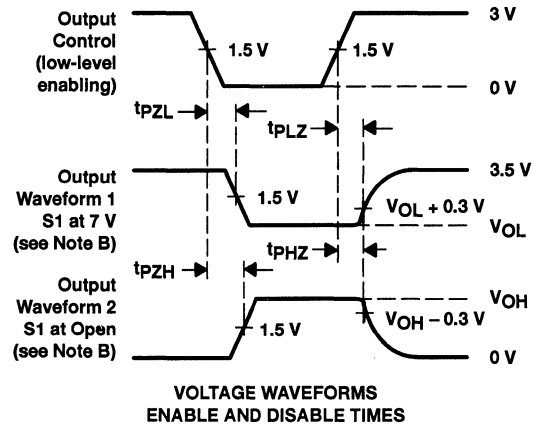 Output
Control
(low-level
enabling)
3 V
1.5 V
1.5 V
0 V
tPZL
tPLZ
Output
Waveform 1
S1 at 7 V
(see Note B)
3.5 V
1.5 V
VOL + 0.3 V
VOL
tPZH
tPHZ
Output
Waveform 2
S1 at Open
(see Note B)
VOH
1.5 V
VOH – 0.3 V
0 V
VOLTAGE WAVEFORMS
ENABLE AND DISABLE TIMES